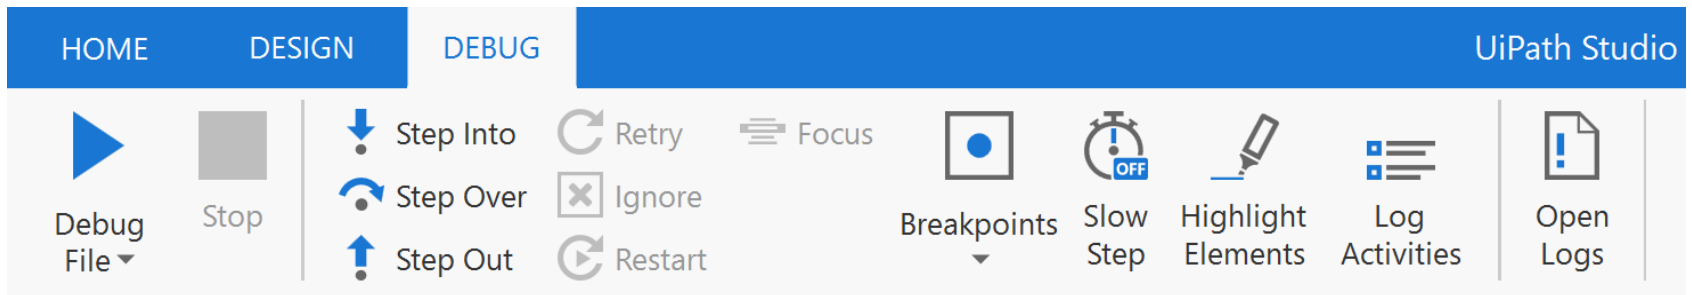 HOME DESIGN DEBUG UiPath Studio
Step Into Retry Focus
Step Over Ignore
Step Out Restart
Debug
File
Stop
Breakpoints
Slow
Step
OFF
Highlight
Elements
Log
Activities
Open
Logs